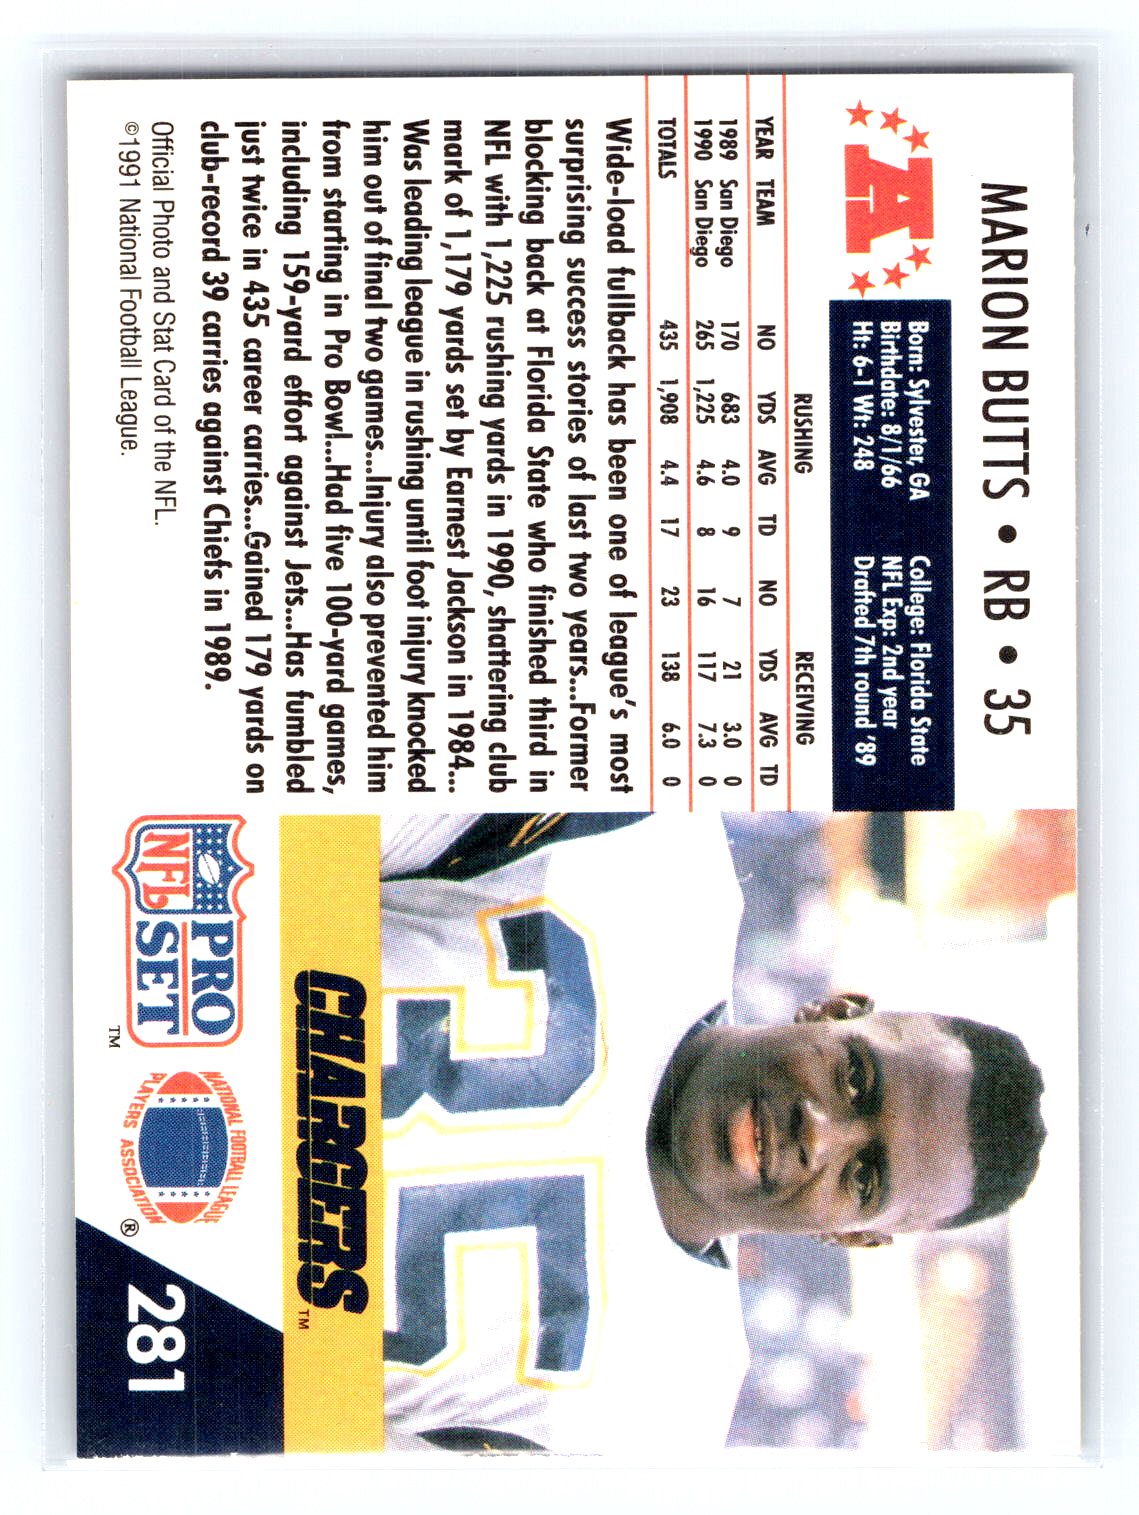 MARION BUTTS • RB • 35
A
Born: Sylvester, GA College: Florida State
Birthdate: 8/1/66 NFL Exp: 2nd year
Ht: 6-1 Wt: 248 Drafted 7th round '89
RUSHING RECEIVING
YEAR TEAM NO YDS AVG TD NO YDS AVG TD
1989 San Diego 170 683 4.0 9 7 21 3.0 0
1990 San Diego 265 1,225 4.6 8 16 117 7.3 0
TOTALS 435 1,908 4.4 17 23 138 6.0 0
Wide-load fullback has been one of league's most
surprising success stories of last two years...Former
blocking back at Florida State who finished third in
NFL with 1,225 rushing yards in 1990, shattering club
mark of 1,179 yards set by Earnest Jackson in 1984...
Was leading league in rushing until foot injury knocked
him out of final two games...Injury also prevented him
from starting in Pro Bowl...Had five 100-yard games,
including 159-yard effort against Jets...Has fumbled
just twice in 435 career carries...Gained 179 yards on
club-record 39 carries against Chiefs in 1989.
Official Photo and Stat Card of the NFL.
©1991 National Football League.
35
CHARGERS™
NFL PRO SET™
NATIONAL FOOTBALL LEAGUE
PLAYERS ASSOCIATION®
281